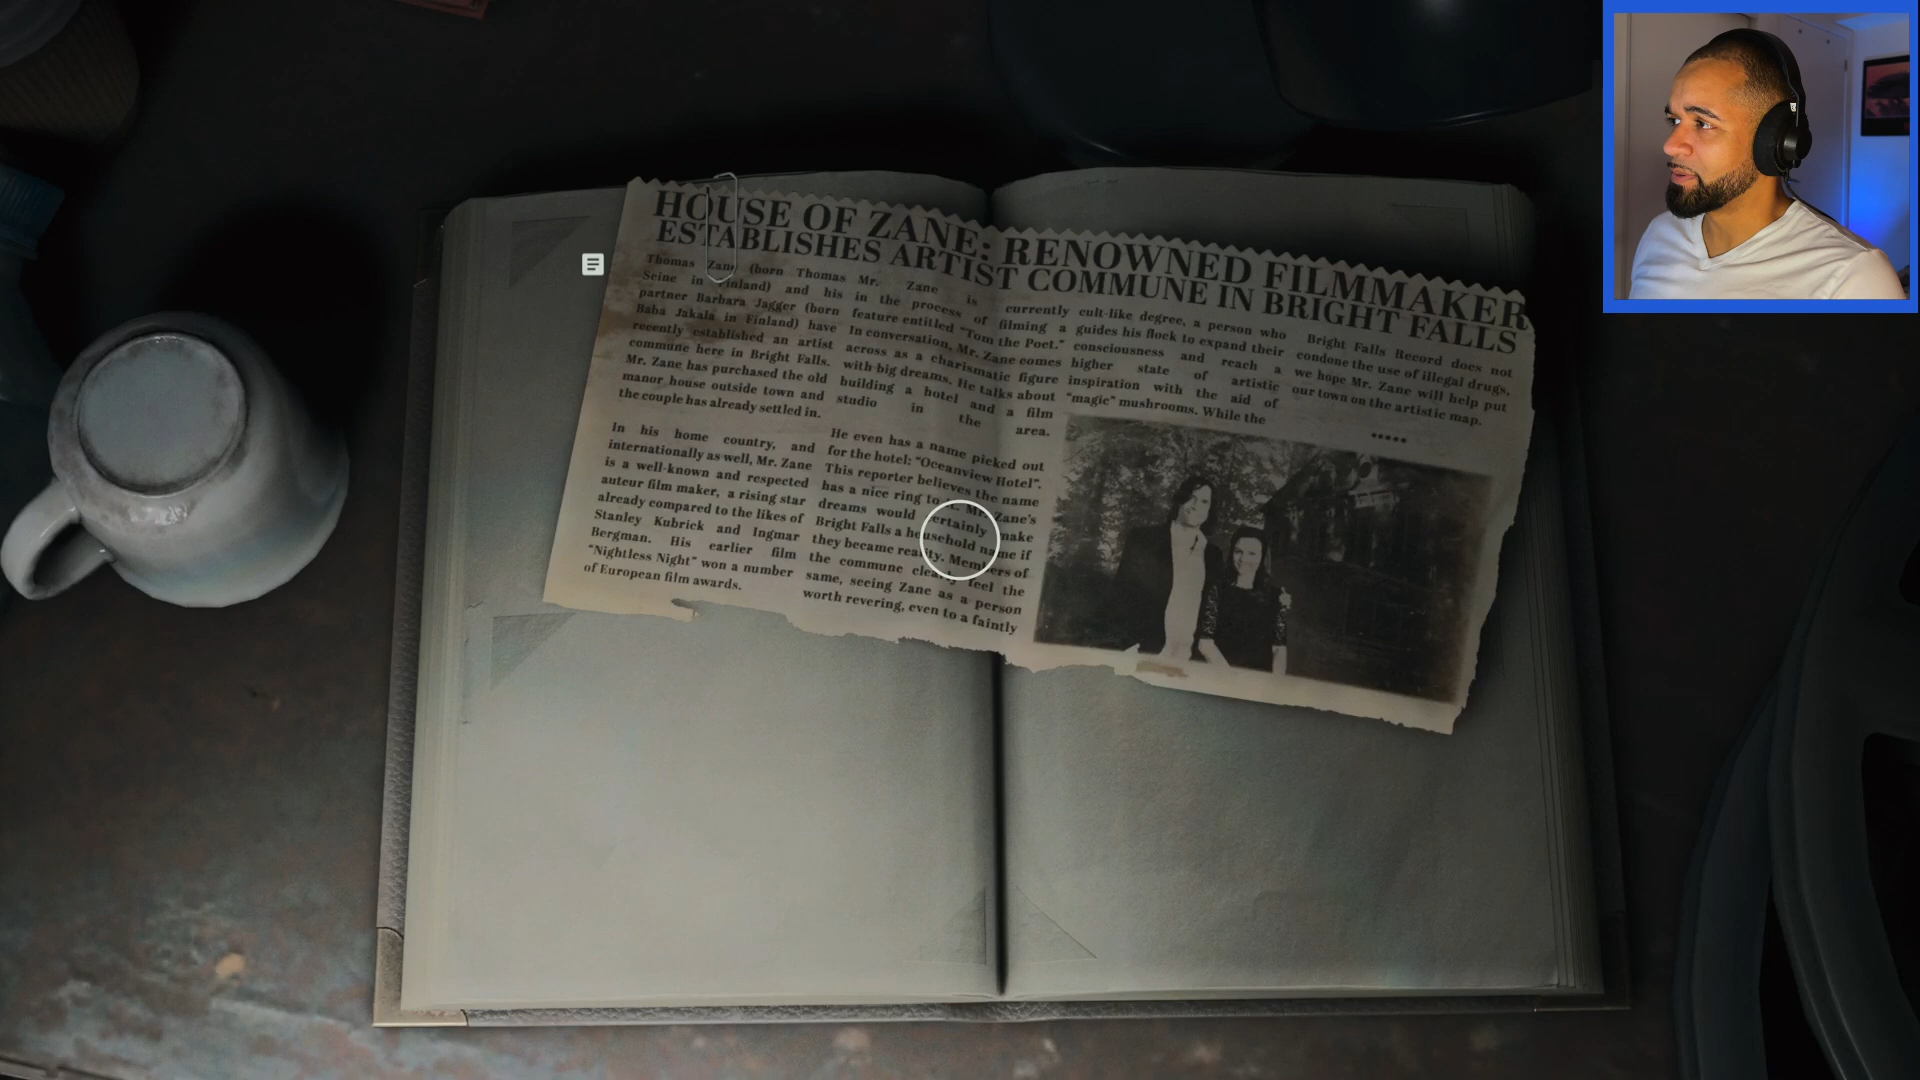 HOUSE OF ZANE: RENOWNED FILMMAKER
ESTABLISHES ARTIST COMMUNE IN BRIGHT FALLS
Thomas Zane (born Thomas
Seine in Finland) and his
partner Barbara Jagger (born
Baba Jakala in Finland) have
recently established an artist
commune here in Bright Falls.
Mr. Zane has purchased the old
manor house outside town and
the couple has already settled in.
In his home country, and
internationally as well, Mr. Zane
is a well-known and respected
auteur film maker, a rising star
already compared to the likes of
Stanley Kubrick and Ingmar
Bergman. His earlier film
"Nightless Night" won a number
of European film awards.
Mr. Zane is currently
in the process of filming a
feature entitled "Tom the Poet."
In conversation, Mr. Zane comes
across as a charismatic figure
with big dreams. He talks about
building a hotel and a film
studio in the area.
He even has a name picked out
for the hotel: "Oceanview Hotel".
This reporter believes the name
has a nice ring to it. Mr. Zane's
dreams would certainly make
Bright Falls a household name if
they became reality. Members of
the commune clearly feel the
same, seeing Zane as a person
worth revering, even to a faintly
cult-like degree, a person who
guides his flock to expand their
consciousness and reach a
higher state of artistic
inspiration with the aid of
"magic" mushrooms. While the
Bright Falls Record does not
condone the use of illegal drugs,
we hope Mr. Zane will help put
our town on the artistic map.